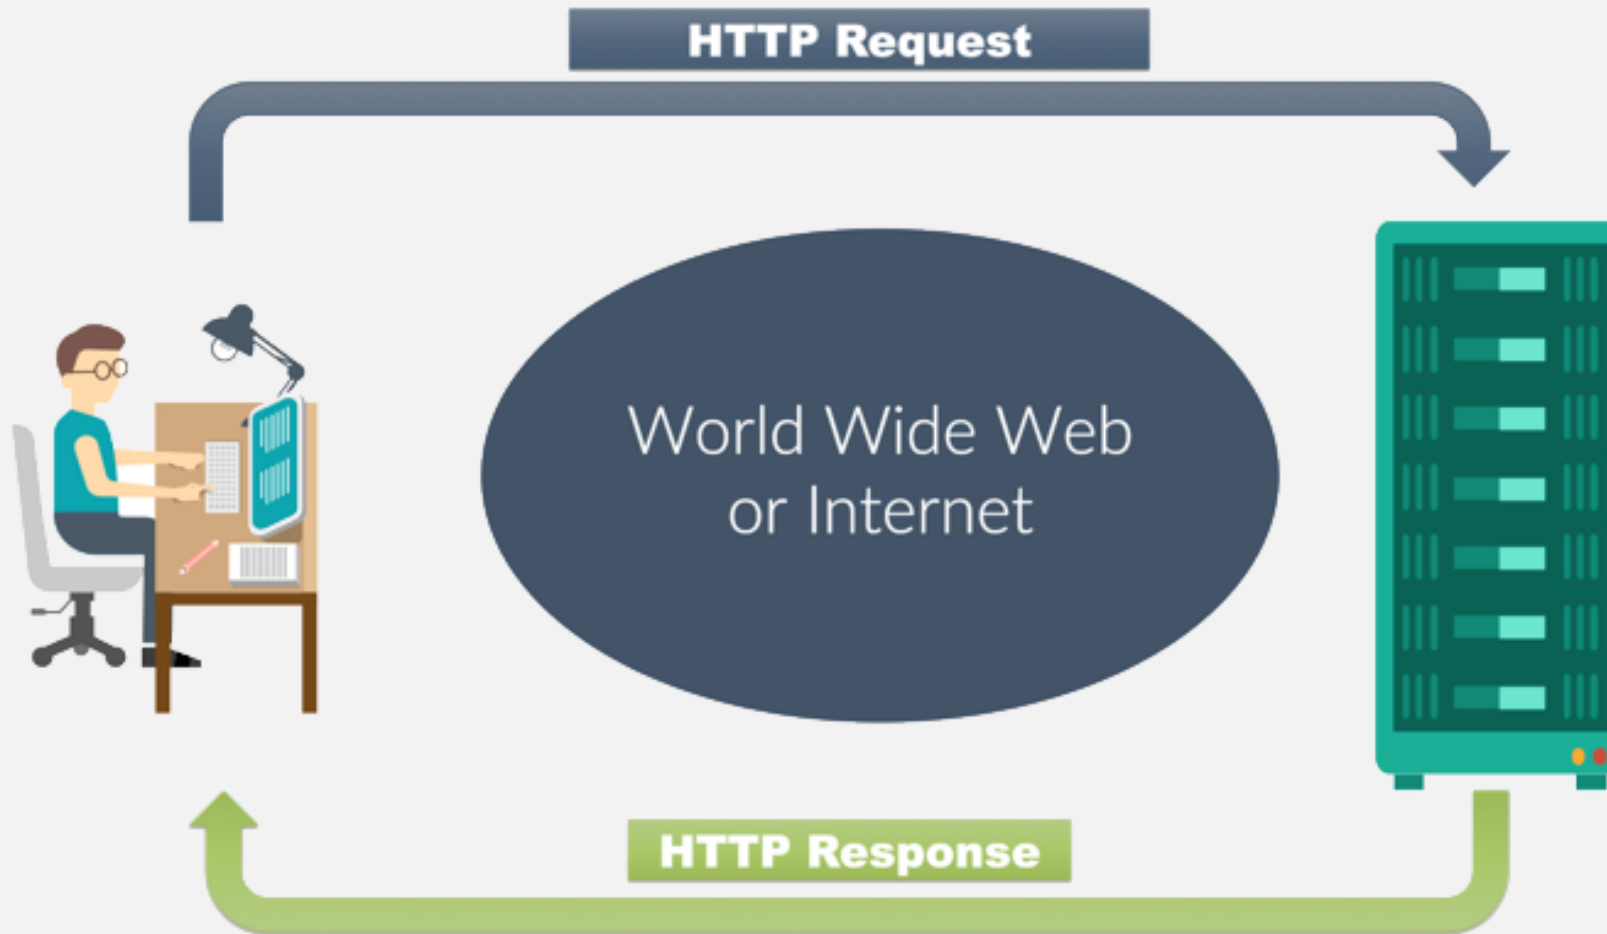 HTTP Request
World Wide Web
or Internet
HTTP Response